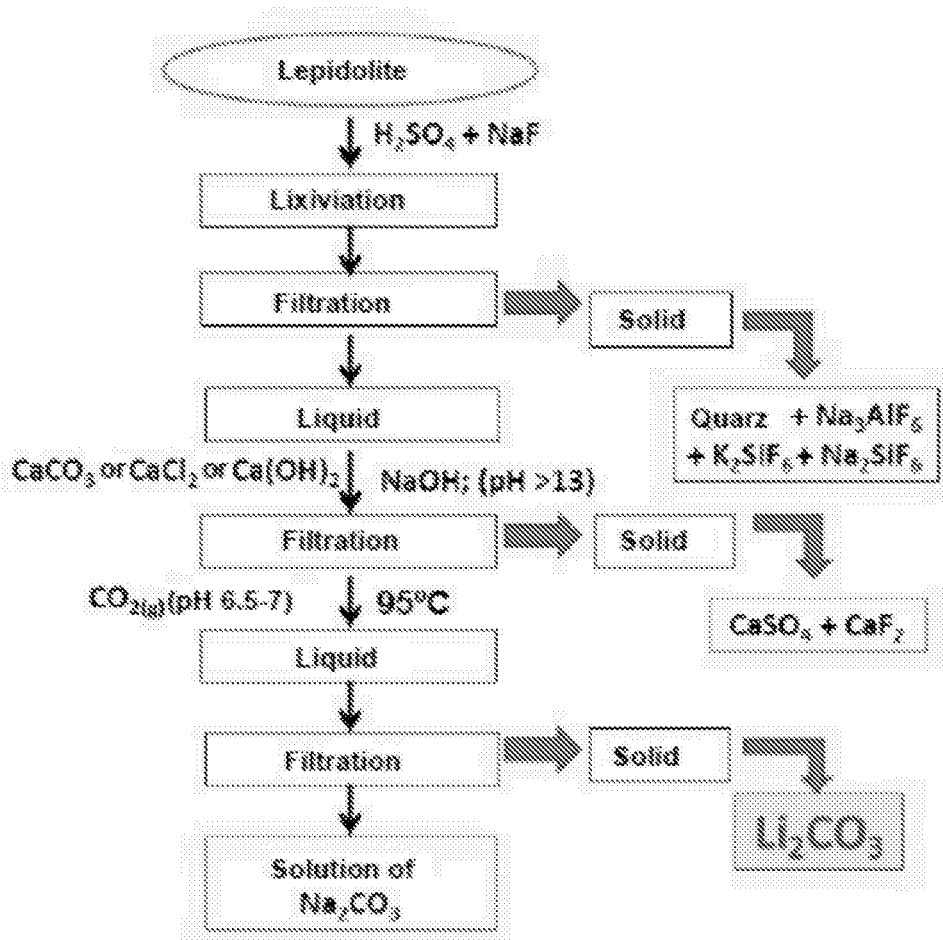 Lepidolite
H₂SO₄ + NaF
Lixiviation
Filtration
Solid
Liquid
Quarz + Na₃AlF₆
+ K₂SiF₆ + Na₂SiF₆
CaCO₃ or CaCl₂ or Ca(OH)₂
NaOH; (pH >13)
Filtration
Solid
CO₂(g) (pH 6.5-7)
95ºC
CaSO₄ + CaF₂
Liquid
Filtration
Solid
Li₂CO₃
Solution of
Na₂CO₃